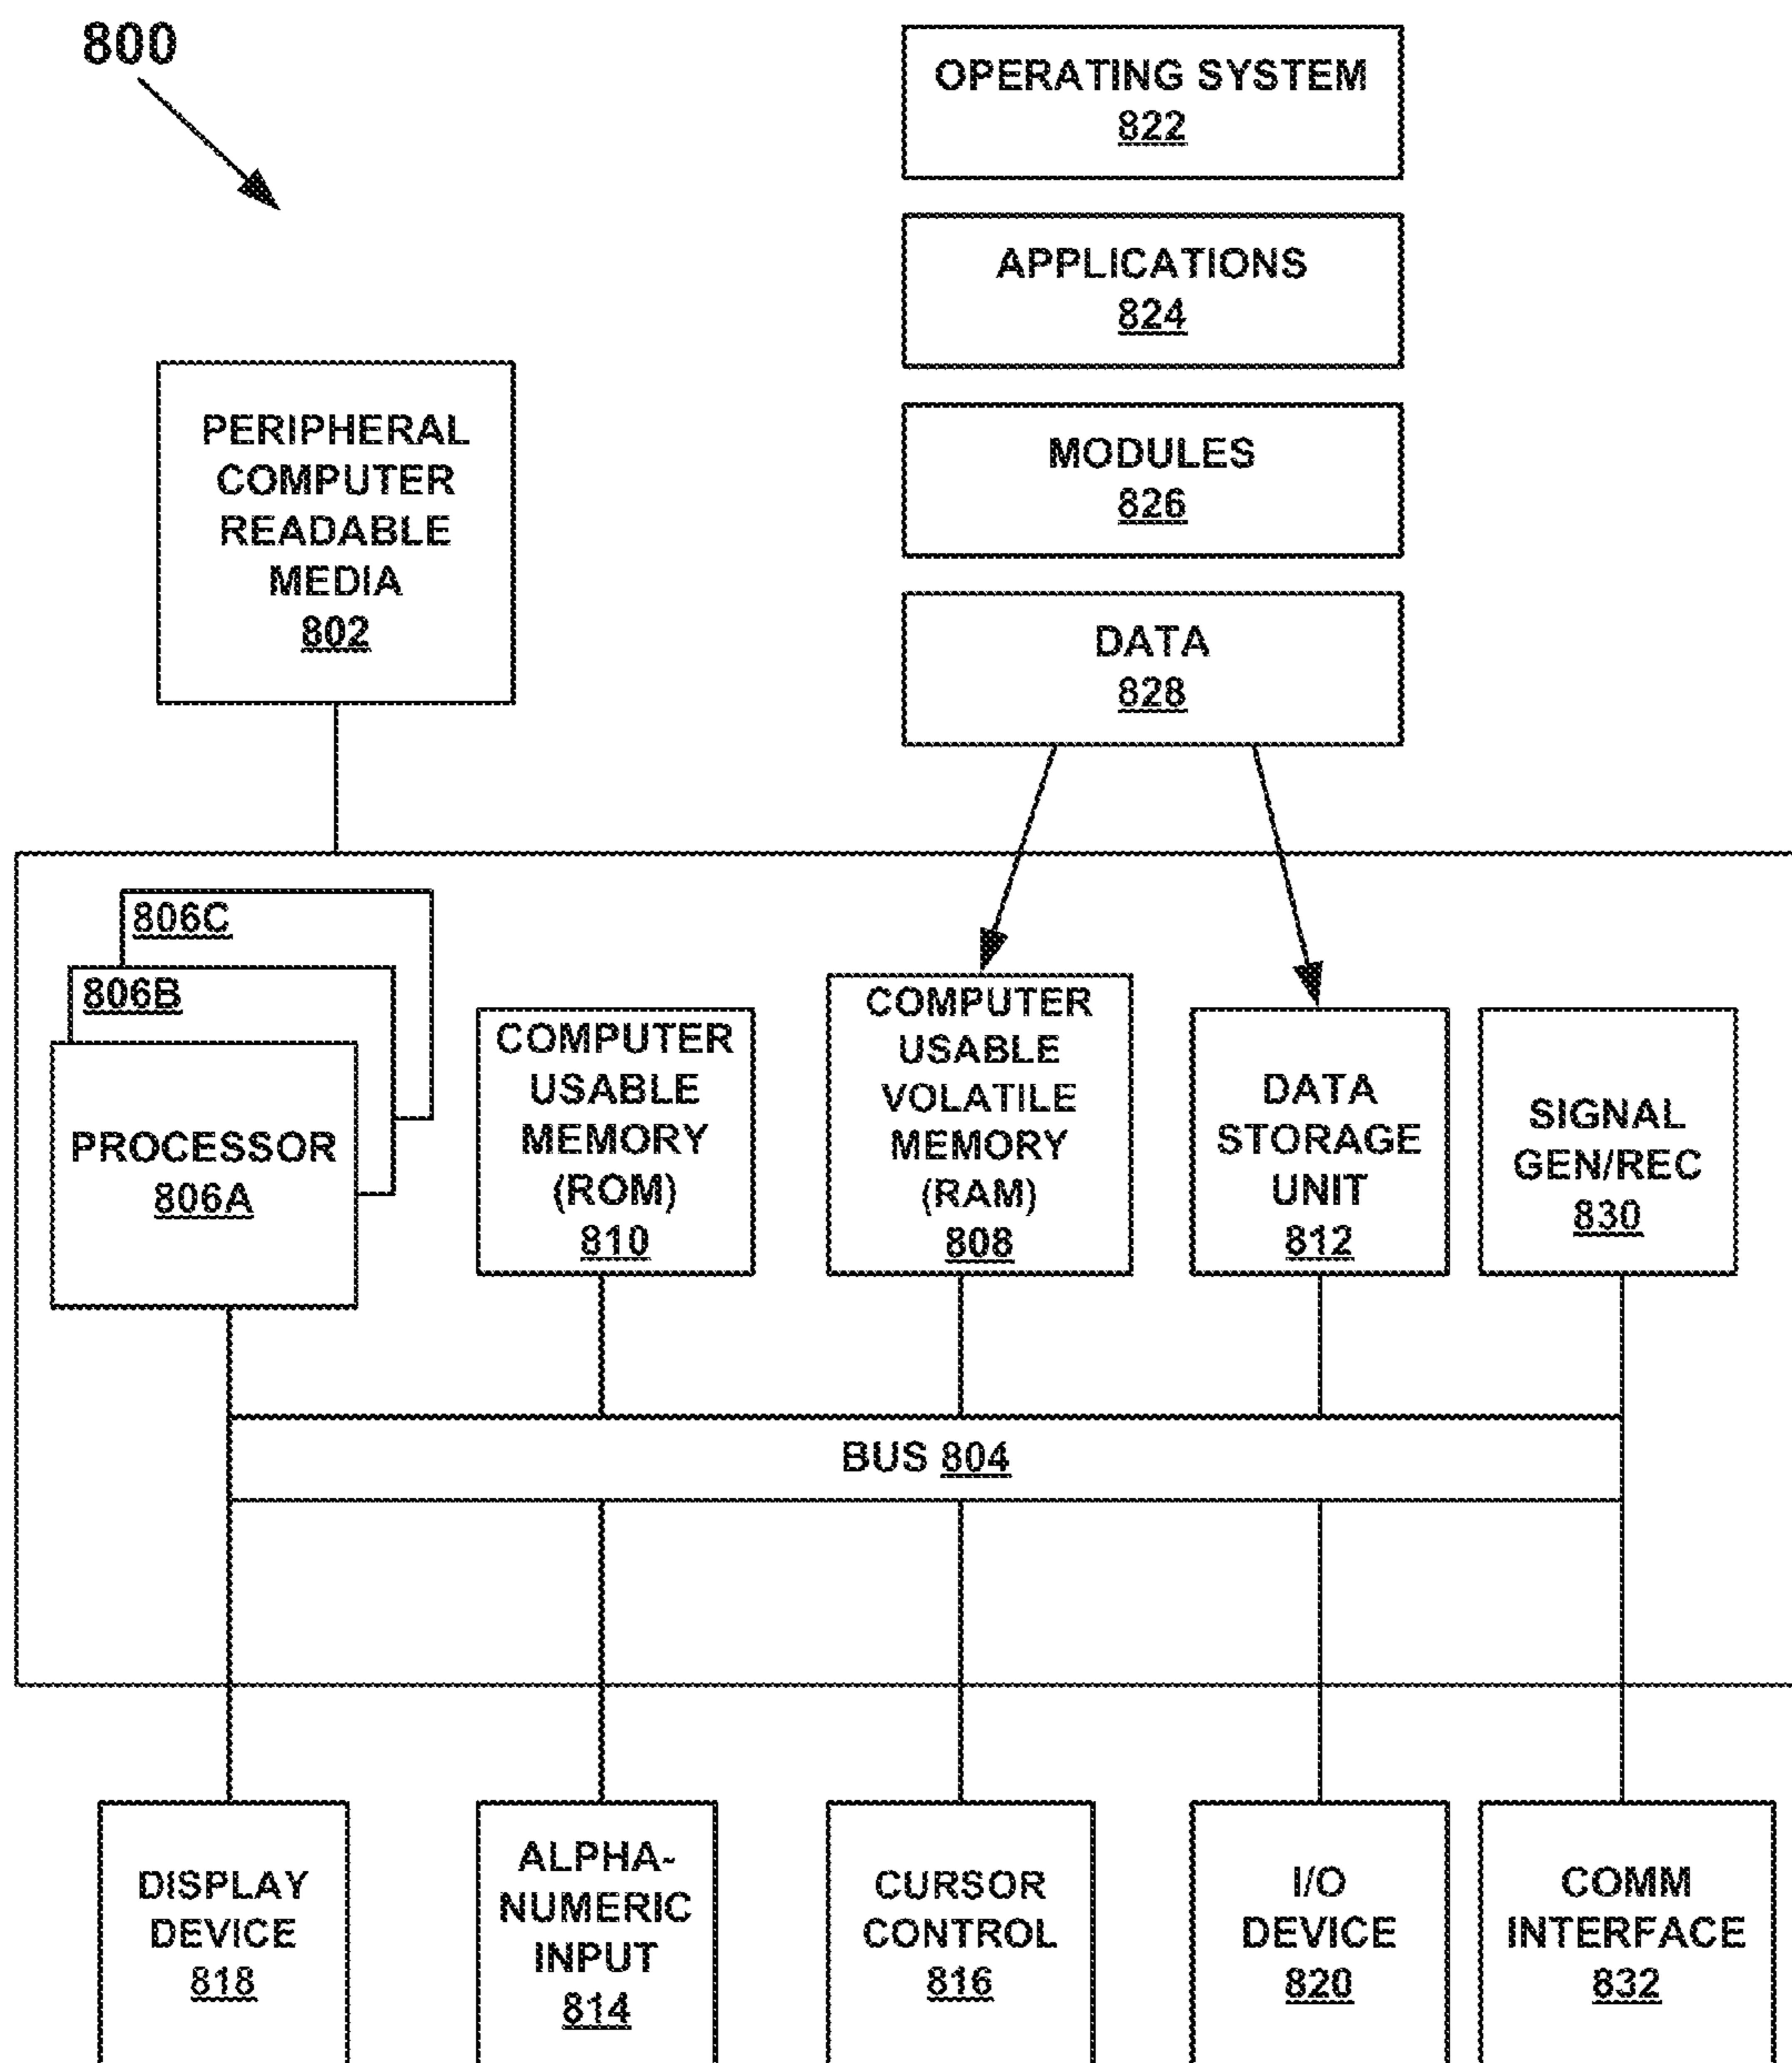 800
OPERATING SYSTEM
822
APPLICATIONS
824
MODULES
826
DATA
828
PERIPHERAL
COMPUTER
READABLE
MEDIA
802
806C
806B
PROCESSOR
806A
COMPUTER
USABLE
MEMORY
(ROM)
810
COMPUTER
USABLE
VOLATILE
MEMORY
(RAM)
808
DATA
STORAGE
UNIT
812
SIGNAL
GEN/REC
830
BUS 804
DISPLAY
DEVICE
818
ALPHA-
NUMERIC
INPUT
814
CURSOR
CONTROL
816
I/O
DEVICE
820
COMM
INTERFACE
832